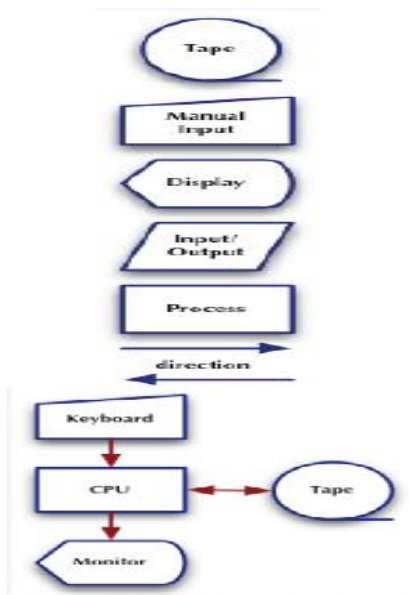 Tape
Manual
Input
Display
Input/
Output
Process
direction
Keyboard
CPU
Tape
Monitor